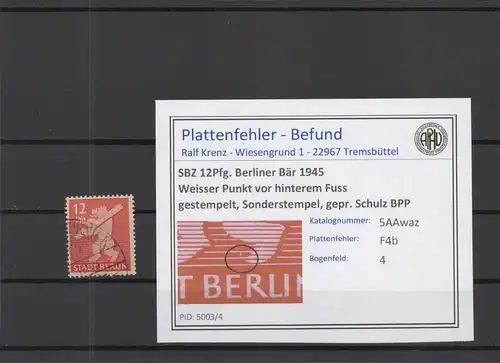 12
STADT BERLIN
Plattenfehler - Befund
Ralf Krenz - Wiesengrund 1 - 22967 Tremsbüttel
APHV
SBZ 12Pfg. Berliner Bär 1945
Weisser Punkt vor hinterem Fuss
gestempelt, Sonderstempel, gepr. Schulz BPP
Katalognummer: 5AAwaz
Plattenfehler: F4b
Bogenfeld: 4
T BERLIN
PID: 5003/4